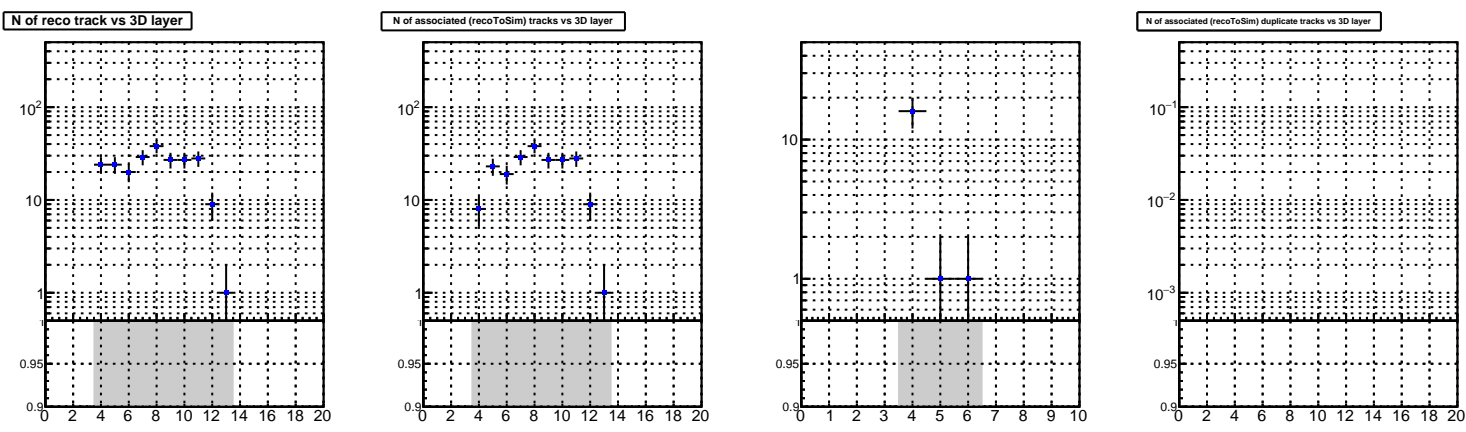 N of reco track vs 3D layer
N of associated (recoToSim) tracks vs 3D layer
N of associated (recoToSim) duplicate tracks vs 3D layer
10²
10
1
10²
10
1
10
1
10⁻¹
10⁻²
10⁻³
0.95
0.9
0.95
0.9
0.95
0.9
0.95
0.9
0 2 4 6 8 10 12 14 16 18 20
0 2 4 6 8 10 12 14 16 18 20
0 1 2 3 4 5 6 7 8 9 10
0 2 4 6 8 10 12 14 16 18 20